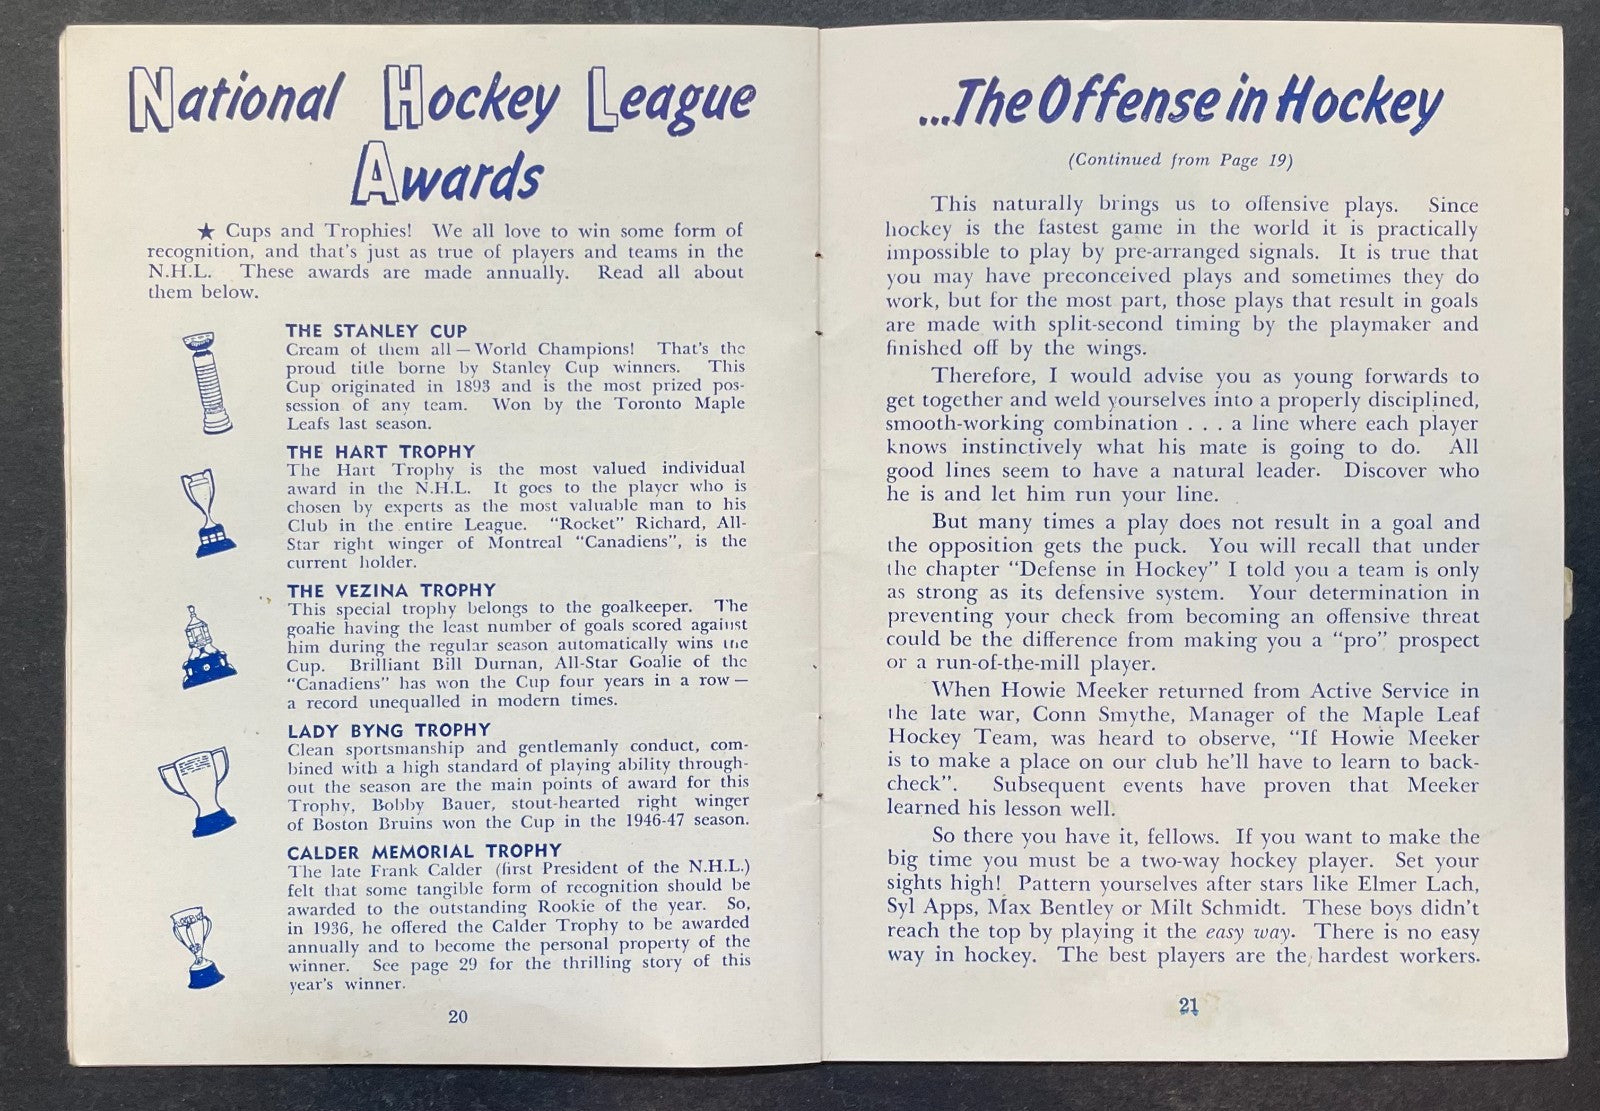 National Hockey League
Awards
★ Cups and Trophies! We all love to win some form of
recognition, and that's just as true of players and teams in the
N.H.L. These awards are made annually. Read all about
them below.
THE STANLEY CUP
Cream of them all — World Champions! That's the
proud title borne by Stanley Cup winners. This
Cup originated in 1893 and is the most prized pos-
session of any team. Won by the Toronto Maple
Leafs last season.
THE HART TROPHY
The Hart Trophy is the most valued individual
award in the N.H.L. It goes to the player who is
chosen by experts as the most valuable man to his
Club in the entire League. "Rocket" Richard, All-
Star right winger of Montreal "Canadiens", is the
current holder.
THE VEZINA TROPHY
This special trophy belongs to the goalkeeper. The
goalie having the least number of goals scored against
him during the regular season automatically wins the
Cup. Brilliant Bill Durnan, All-Star Goalie of the
"Canadiens" has won the Cup four years in a row —
a record unequalled in modern times.
LADY BYNG TROPHY
Clean sportsmanship and gentlemanly conduct, com-
bined with a high standard of playing ability through-
out the season are the main points of award for this
Trophy, Bobby Bauer, stout-hearted right winger
of Boston Bruins won the Cup in the 1946-47 season.
CALDER MEMORIAL TROPHY
The late Frank Calder (first President of the N.H.L.)
felt that some tangible form of recognition should be
awarded to the outstanding Rookie of the year. So,
in 1936, he offered the Calder Trophy to be awarded
annually and to become the personal property of the
winner. See page 29 for the thrilling story of this
year's winner.
20
...The Offense in Hockey
(Continued from Page 19)
This naturally brings us to offensive plays. Since
hockey is the fastest game in the world it is practically
impossible to play by pre-arranged signals. It is true that
you may have preconceived plays and sometimes they do
work, but for the most part, those plays that result in goals
are made with split-second timing by the playmaker and
finished off by the wings.
Therefore, I would advise you as young forwards to
get together and weld yourselves into a properly disciplined,
smooth-working combination . . . a line where each player
knows instinctively what his mate is going to do. All
good lines seem to have a natural leader. Discover who
he is and let him run your line.
But many times a play does not result in a goal and
the opposition gets the puck. You will recall that under
the chapter "Defense in Hockey" I told you a team is only
as strong as its defensive system. Your determination in
preventing your check from becoming an offensive threat
could be the difference from making you a "pro" prospect
or a run-of-the-mill player.
When Howie Meeker returned from Active Service in
the late war, Conn Smythe, Manager of the Maple Leaf
Hockey Team, was heard to observe, "If Howie Meeker
is to make a place on our club he'll have to learn to back-
check". Subsequent events have proven that Meeker
learned his lesson well.
So there you have it, fellows. If you want to make the
big time you must be a two-way hockey player. Set your
sights high! Pattern yourselves after stars like Elmer Lach,
Syl Apps, Max Bentley or Milt Schmidt. These boys didn't
reach the top by playing it the easy way. There is no easy
way in hockey. The best players are the hardest workers.
21